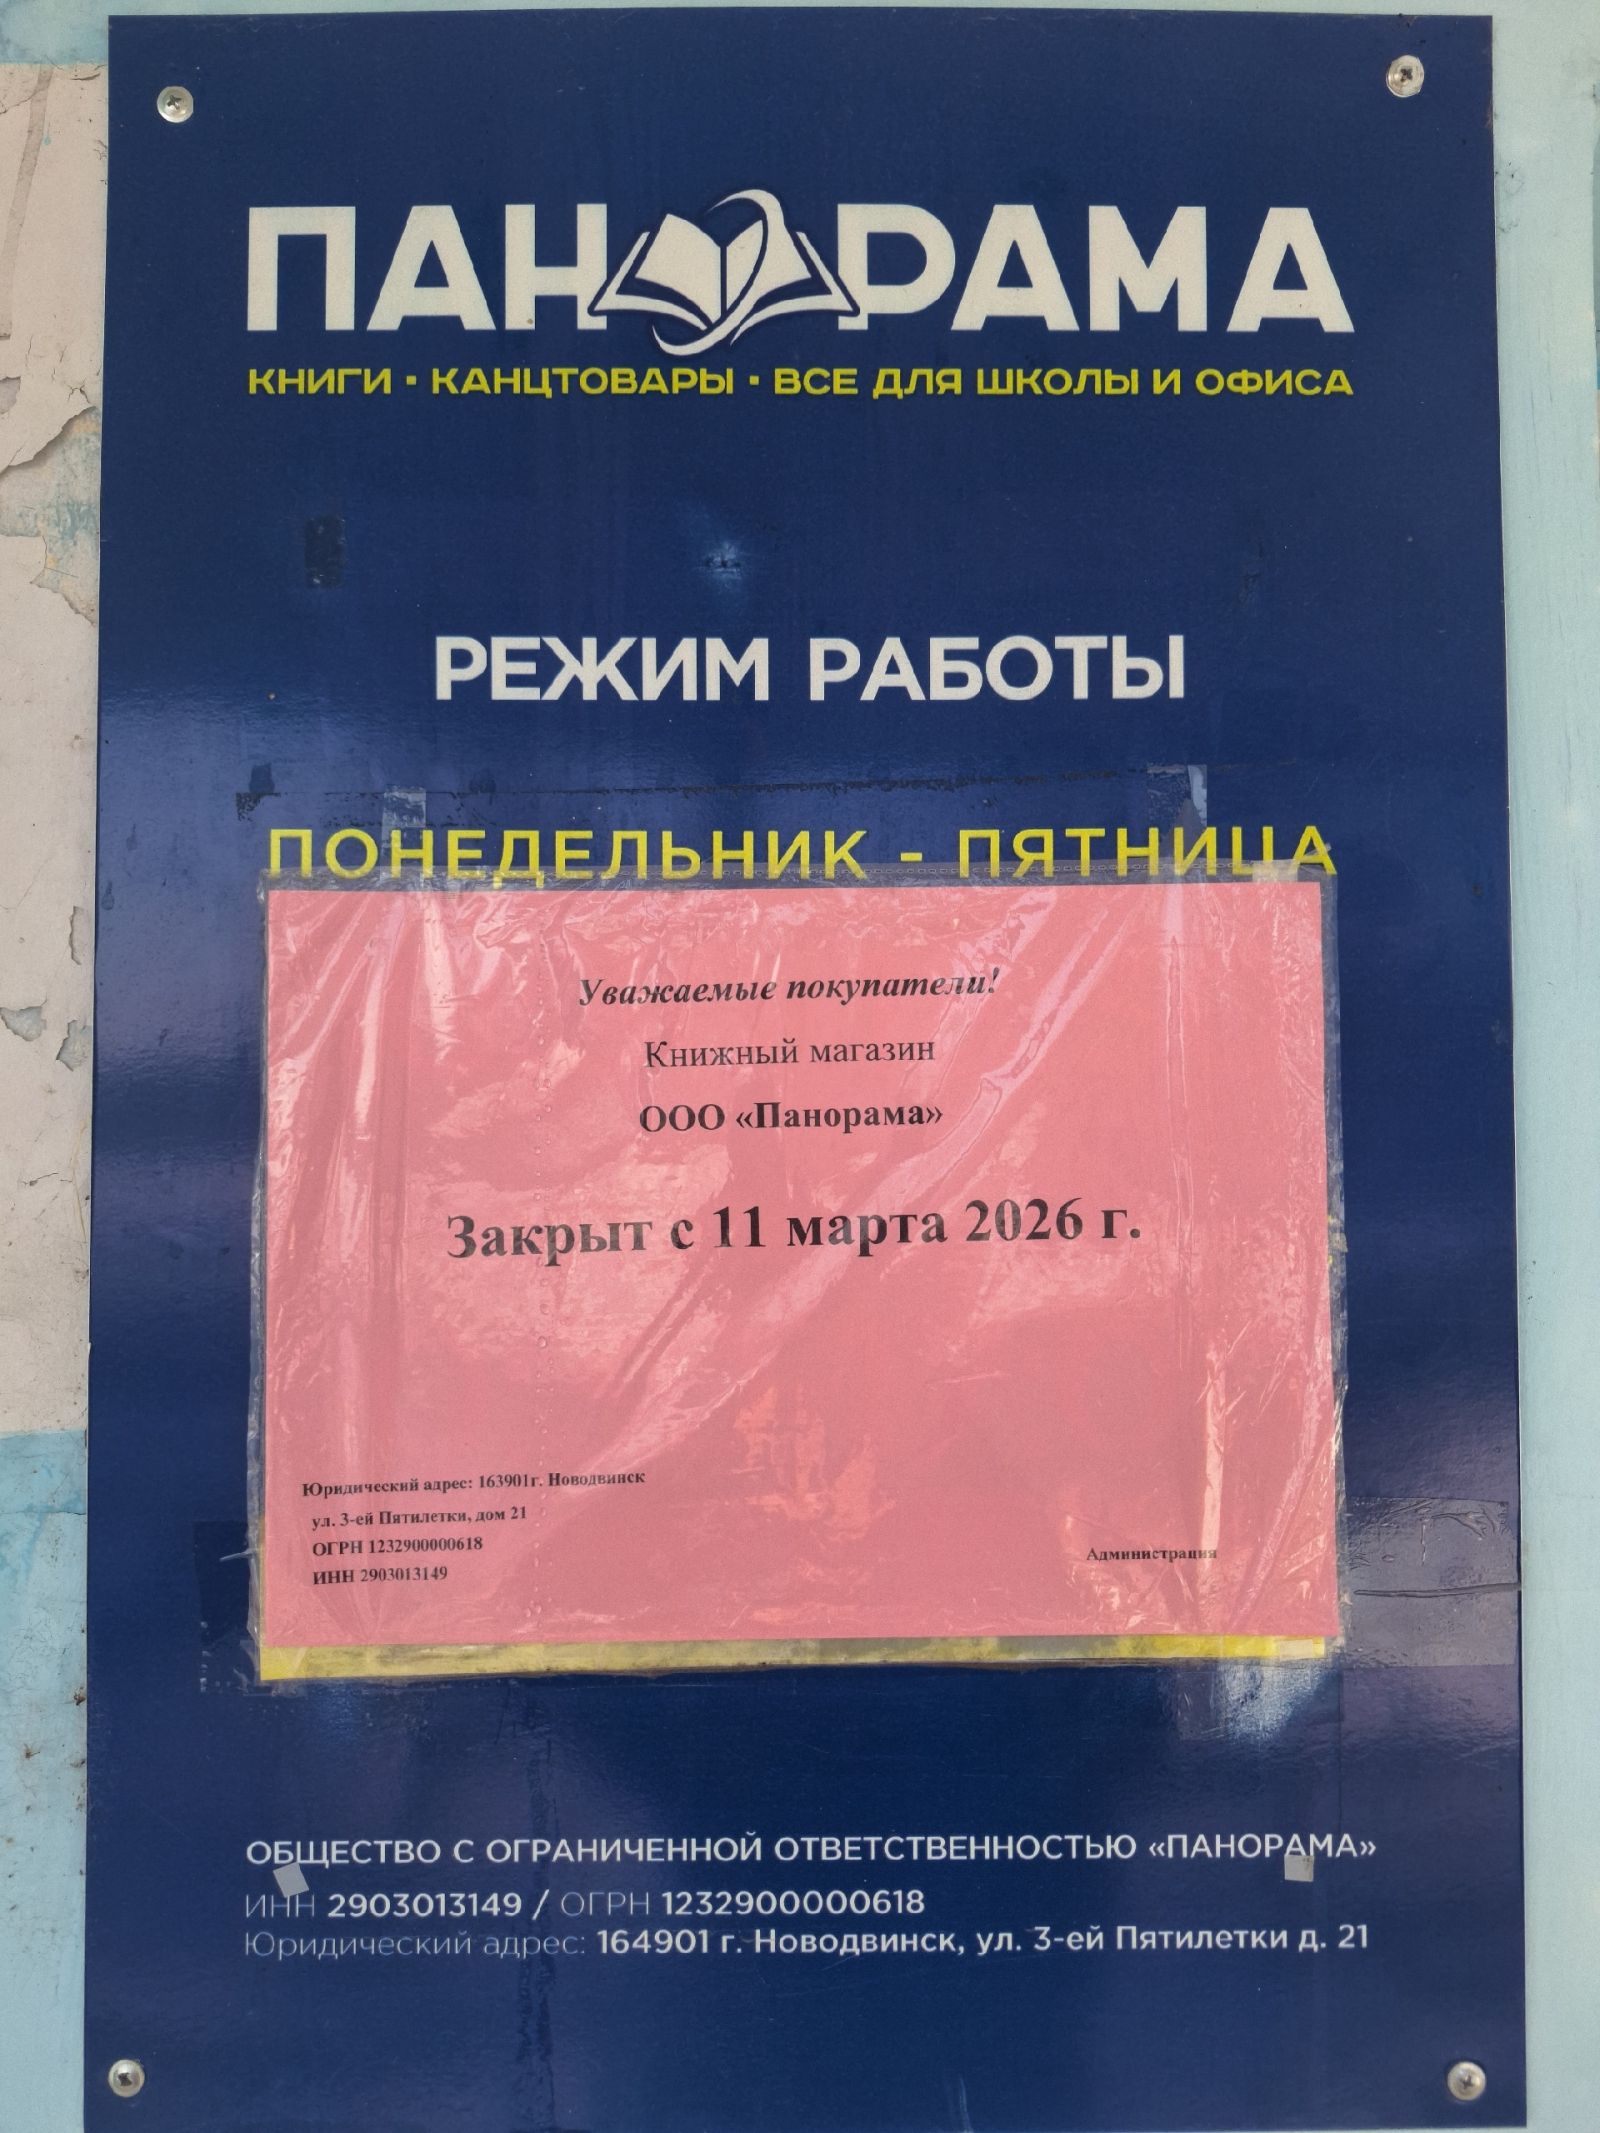 ПАНОРАМА
КНИГИ · КАНЦТОВАРЫ · ВСЕ ДЛЯ ШКОЛЫ И ОФИСА
РЕЖИМ РАБОТЫ
ПОНЕДЕЛЬНИК - ПЯТНИЦА
Уважаемые покупатели!
Книжный магазин
ООО «Панорама»
Закрыт с 11 марта 2026 г.
Юридический адрес: 163901г. Новодвинск
ул. 3-ей Пятилетки, дом 21
ОГРН 1232900000618
ИНН 2903013149
Администрация
ОБЩЕСТВО С ОГРАНИЧЕННОЙ ОТВЕТСТВЕННОСТЬЮ «ПАНОРАМА»
ИНН 2903013149 / ОГРН 1232900000618
Юридический адрес: 164901 г. Новодвинск, ул. 3-ей Пятилетки д. 21